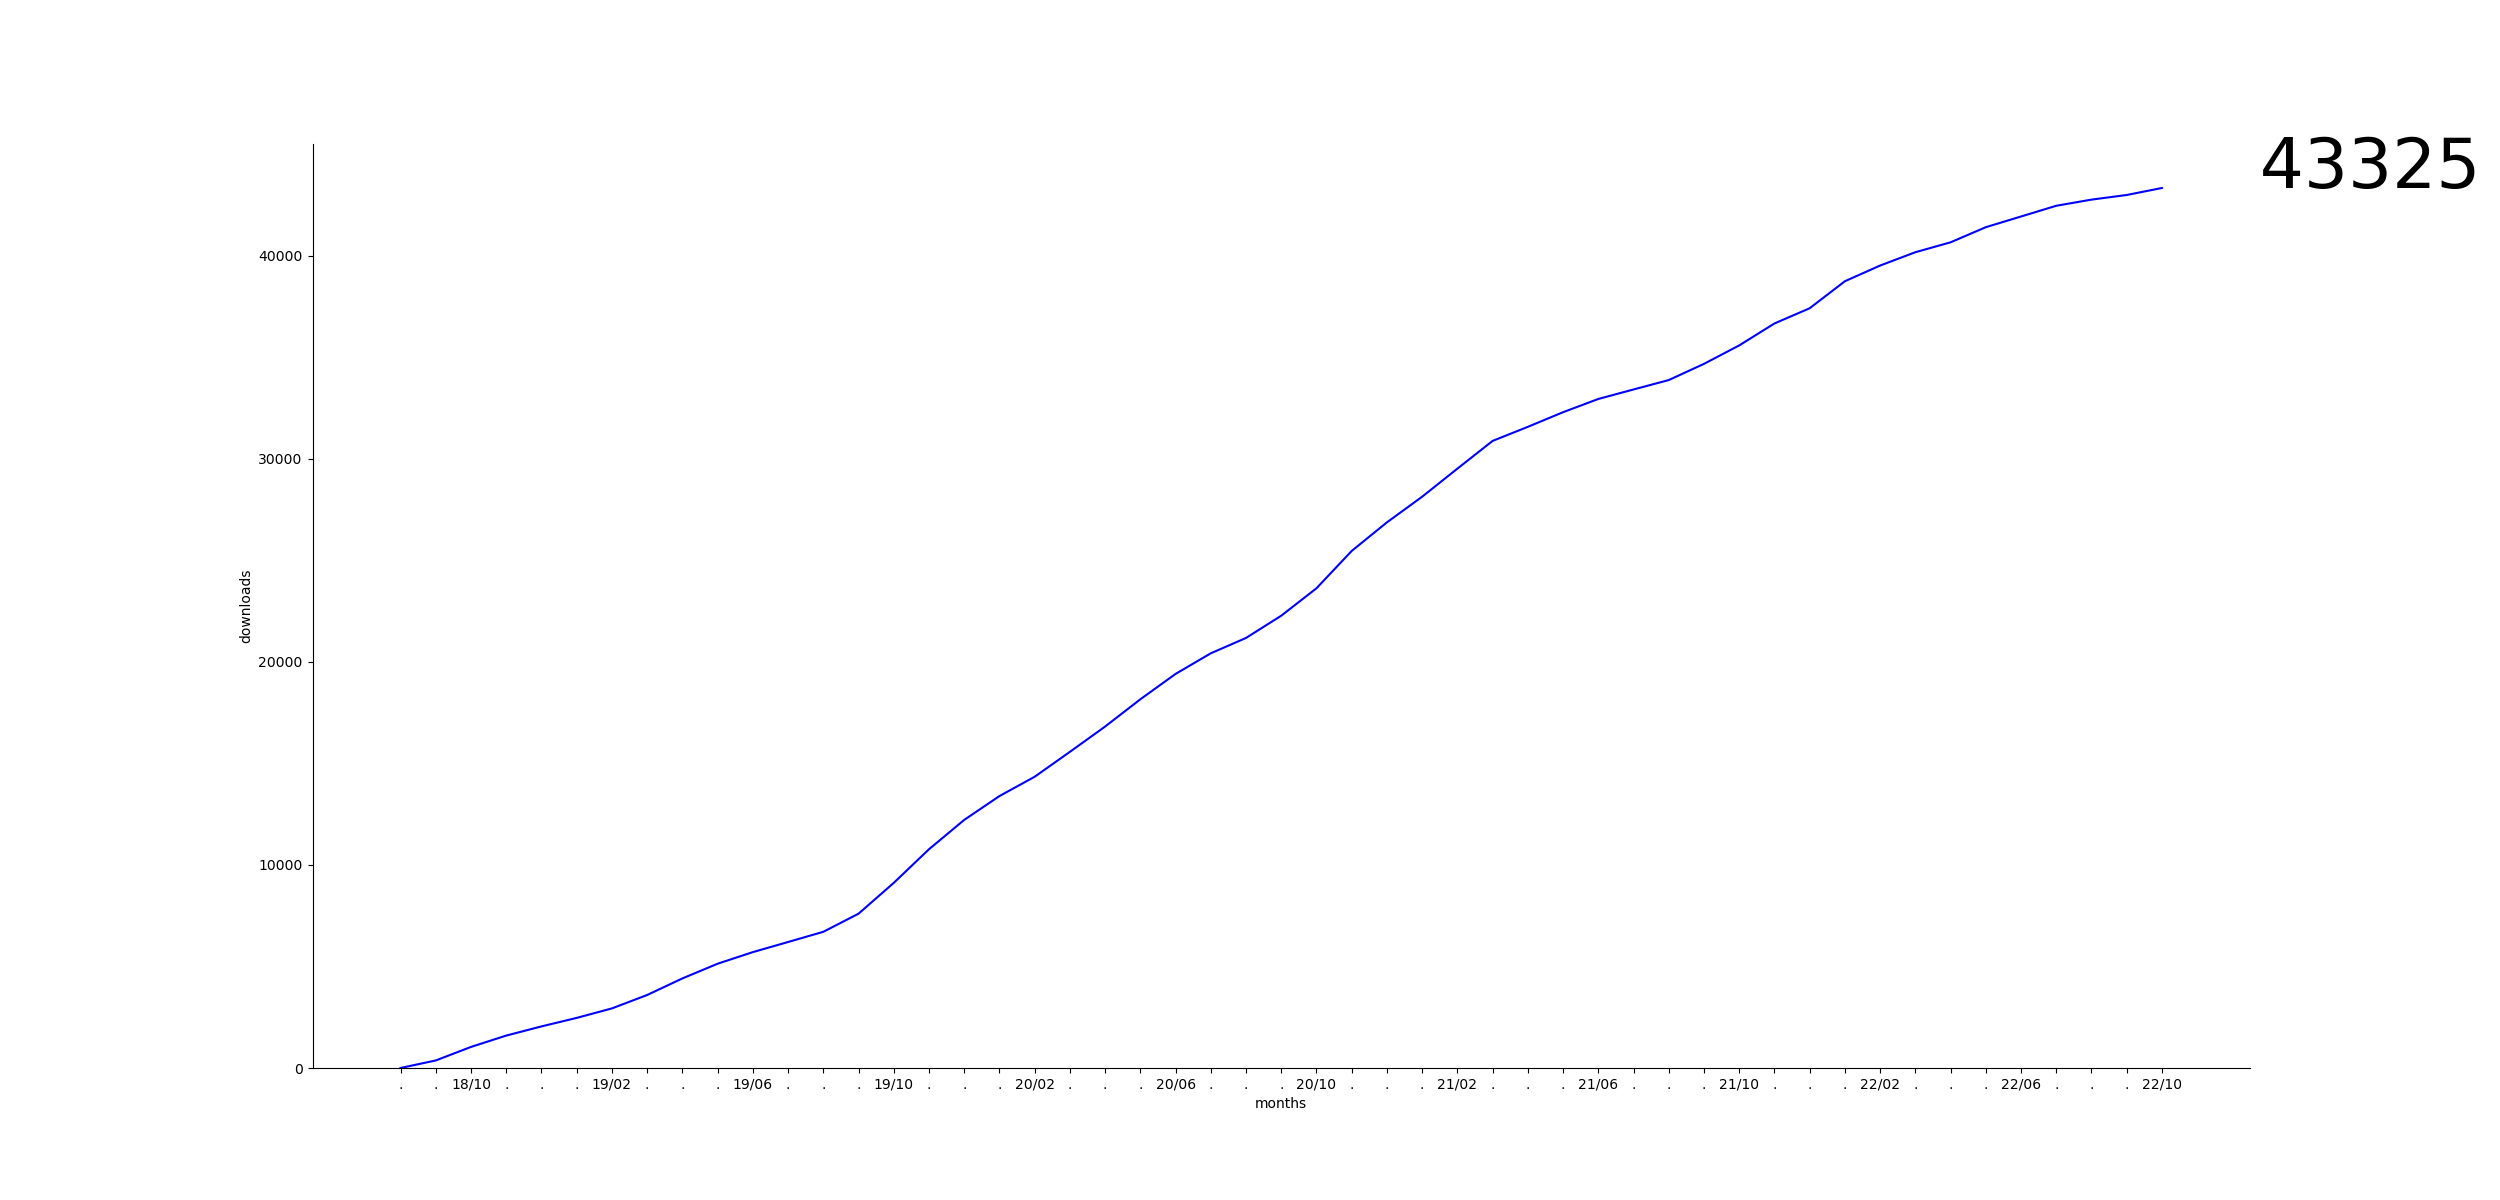 43325
40000
30000
20000
10000
0
downloads
. . 18/10 . . . 19/02 . . . 19/06 . . . 19/10 . . . 20/02 . . . 20/06 . . . 20/10 . . . 21/02 . . . 21/06 . . . 21/10 . . . 22/02 . . . 22/06 . . . 22/10
months